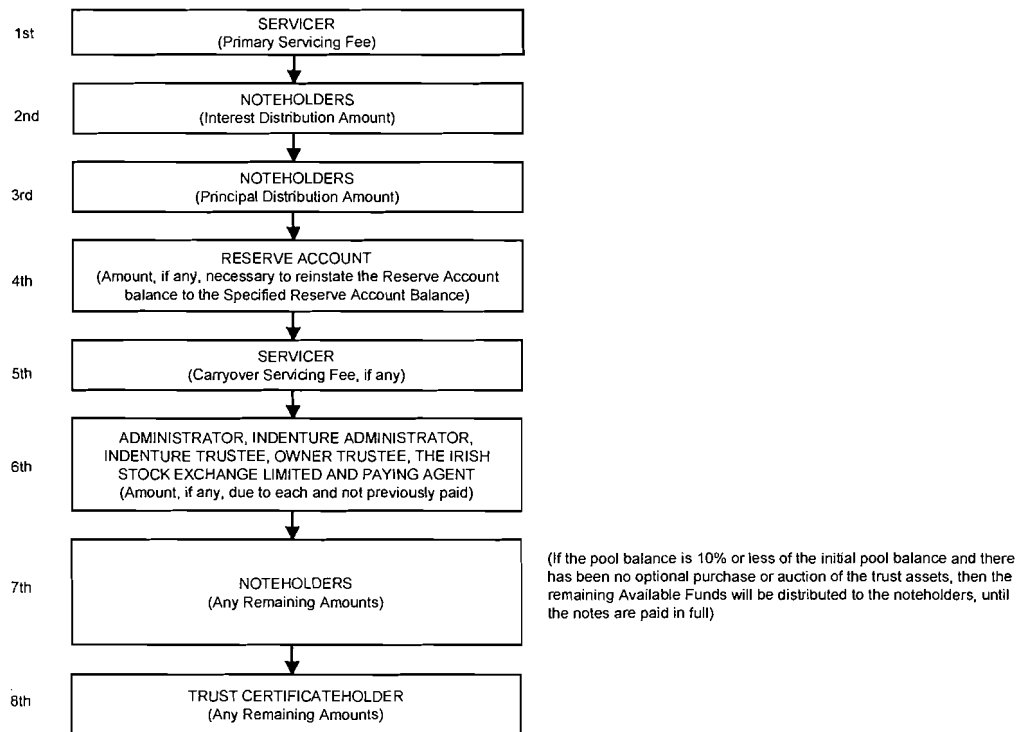 1st
SERVICER
(Primary Servicing Fee)
2nd
NOTEHOLDERS
(Interest Distribution Amount)
3rd
NOTEHOLDERS
(Principal Distribution Amount)
4th
RESERVE ACCOUNT
(Amount, if any, necessary to reinstate the Reserve Account
balance to the Specified Reserve Account Balance)
5th
SERVICER
(Carryover Servicing Fee, if any)
6th
ADMINISTRATOR, INDENTURE ADMINISTRATOR,
INDENTURE TRUSTEE, OWNER TRUSTEE, THE IRISH
STOCK EXCHANGE LIMITED AND PAYING AGENT
(Amount, if any, due to each and not previously paid)
7th
NOTEHOLDERS
(Any Remaining Amounts)
(If the pool balance is 10% or less of the initial pool balance and there
has been no optional purchase or auction of the trust assets, then the
remaining Available Funds will be distributed to the noteholders, until
the notes are paid in full)
8th
TRUST CERTIFICATEHOLDER
(Any Remaining Amounts)